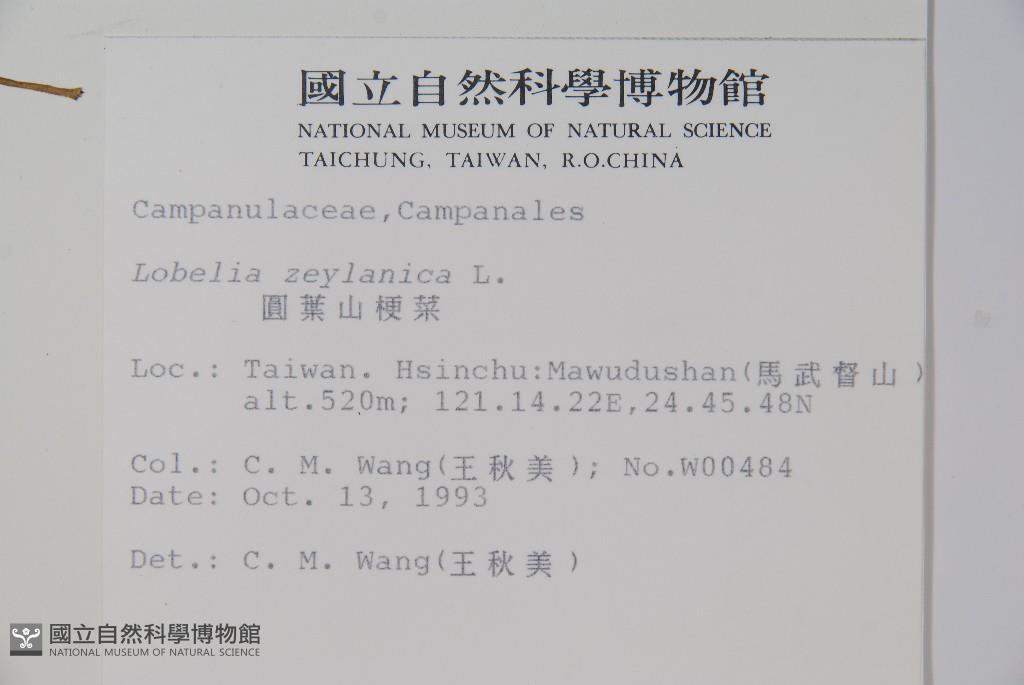 國立自然科學博物館
NATIONAL MUSEUM OF NATURAL SCIENCE
TAICHUNG, TAIWAN, R.O.CHINA
Campanulaceae,Campanales
Lobelia zeylanica L.
圓葉山梗菜
Loc.: Taiwan. Hsinchu:Mawudushan(馬武督山)
alt.520m; 121.14.22E,24.45.48N
Col.: C. M. Wang(王秋美); No.W00484
Date: Oct. 13, 1993
Det.: C. M. Wang(王秋美)
國立自然科學博物館
NATIONAL MUSEUM OF NATURAL SCIENCE